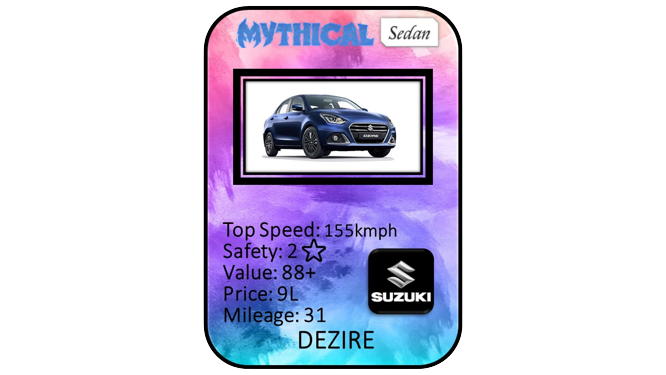 MYTHICAL
Sedan
Top Speed: 155kmph
Safety: 2
Value: 88+
Price: 9L
Mileage: 31
SUZUKI
DEZIRE